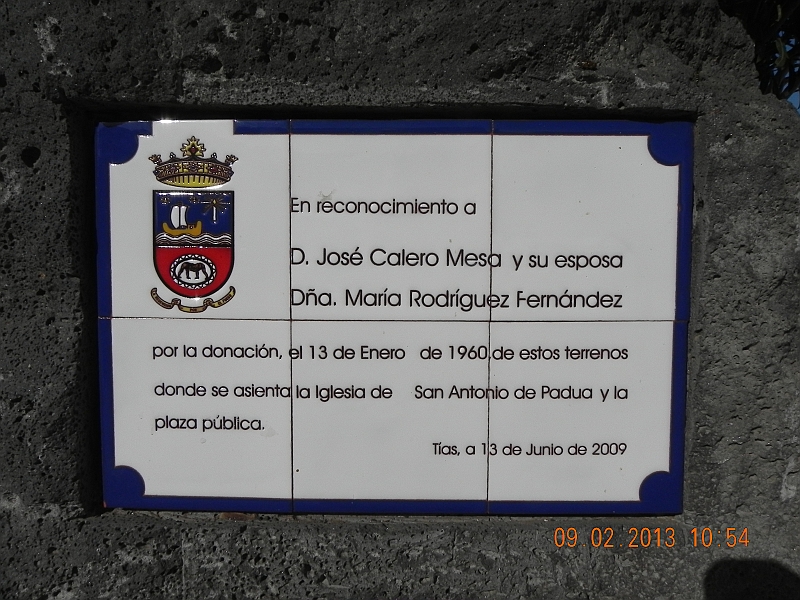 En reconocimiento a
D. José Calero Mesa y su esposa
Dña. María Rodríguez Fernández
por la donación, el 13 de Enero de 1960, de estos terrenos
donde se asienta la Iglesia de San Antonio de Padua y la
plaza pública.
Tías, a 13 de Junio de 2009
09.02.2013 10:54